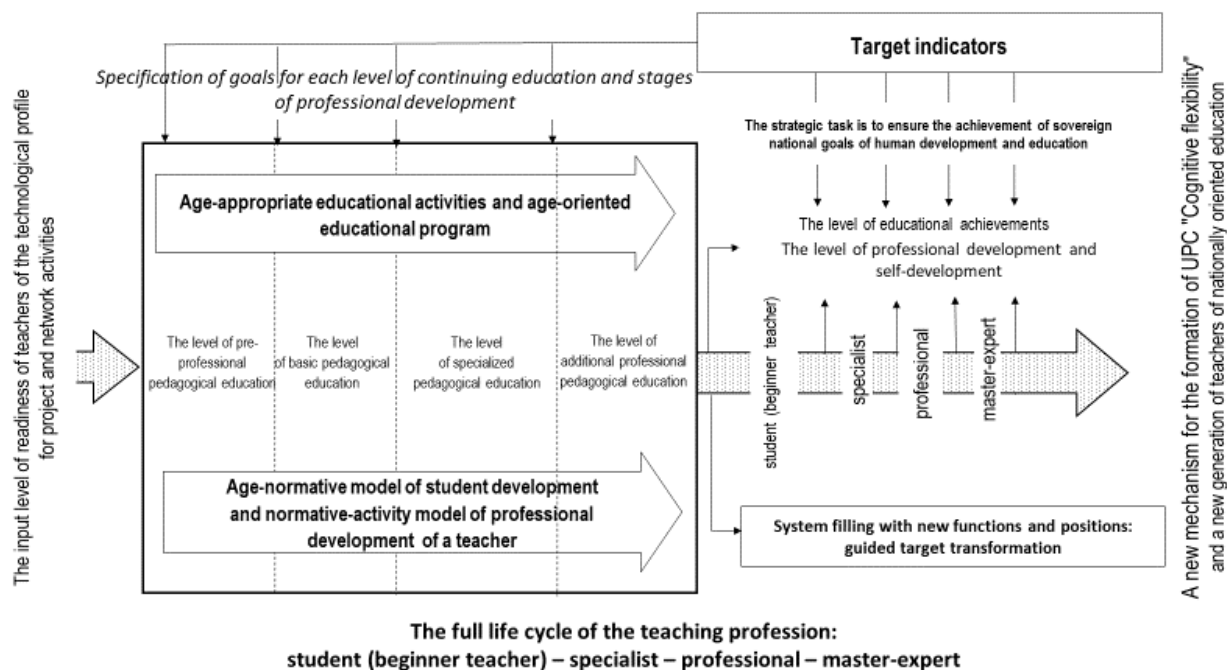 Target indicators
Specification of goals for each level of continuing education and stages
of professional development
The strategic task is to ensure the achievement of sovereign
national goals of human development and education
The input level of readiness of teachers of the technological profile
for project and network activities
Age-appropriate educational activities and age-oriented
educational program
The level of educational achievements
The level of professional development and
self-development
The level of pre-
professional
pedagogical education
The level
of basic pedagogical
education
The level
of specialized
pedagogical education
The level of
additional professional
pedagogical education
student (beginner teacher)
specialist
professional
master-expert
Age-normative model of student development
and normative-activity model of professional
development of a teacher
System filling with new functions and positions:
guided target transformation
A new mechanism for the formation of UPC "Cognitive flexibility"
and a new generation of teachers of nationally oriented education
The full life cycle of the teaching profession:
student (beginner teacher) – specialist – professional – master-expert